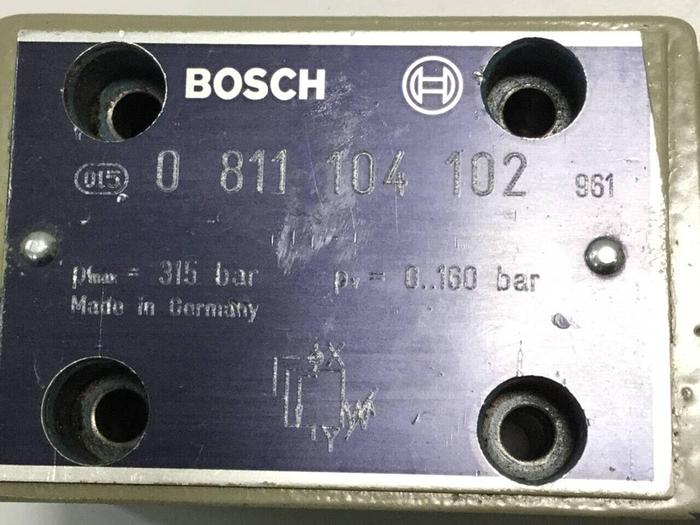 BOSCH
015 0 811 104 102 961
pmax = 315 bar pv = 0..160 bar
Made in Germany
X
Y